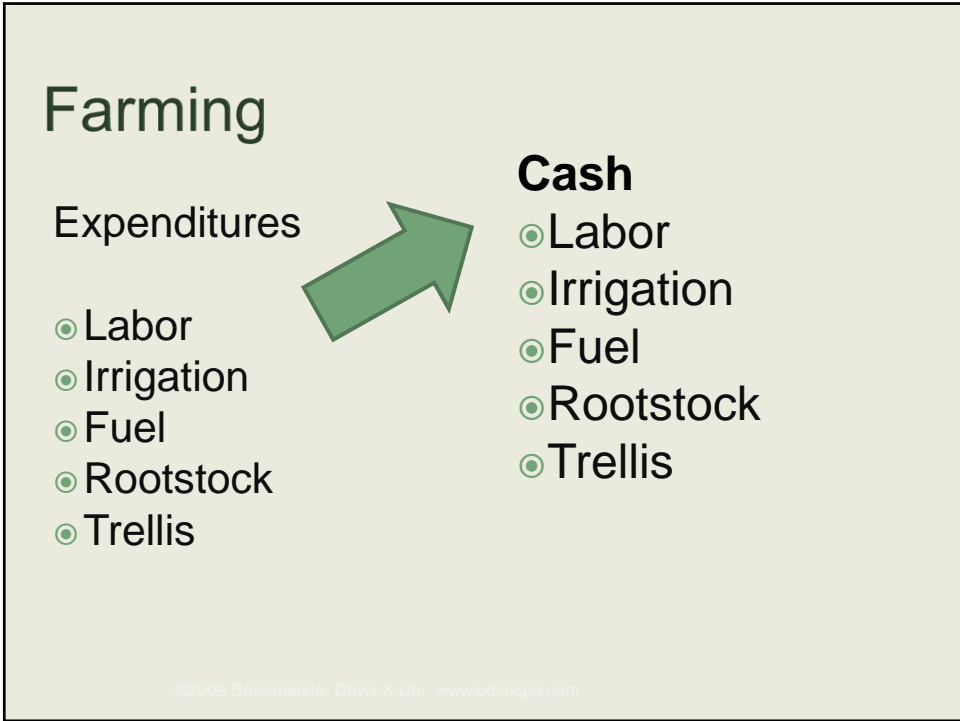 Farming
Expenditures
Labor
Irrigation
Fuel
Rootstock
Trellis
Cash
Labor
Irrigation
Fuel
Rootstock
Trellis
©2009 Brotemarkle, Davis & Co. www.bdcocpa.com